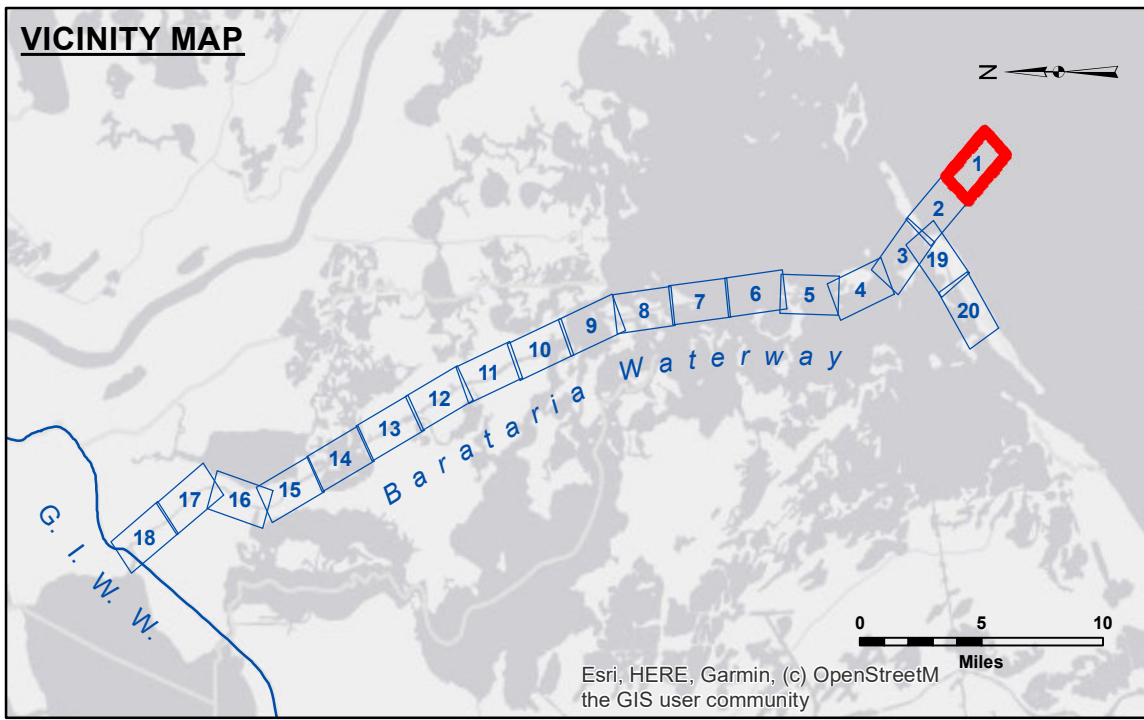 VICINITY MAP
N
1
2
3
19
20
4
5
6
7
8
9
10
11
12
13
14
15
16
17
18
Barataria Waterway
G. I. W. W.
0 5 10
Miles
Esri, HERE, Garmin, (c) OpenStreetM
the GIS user community